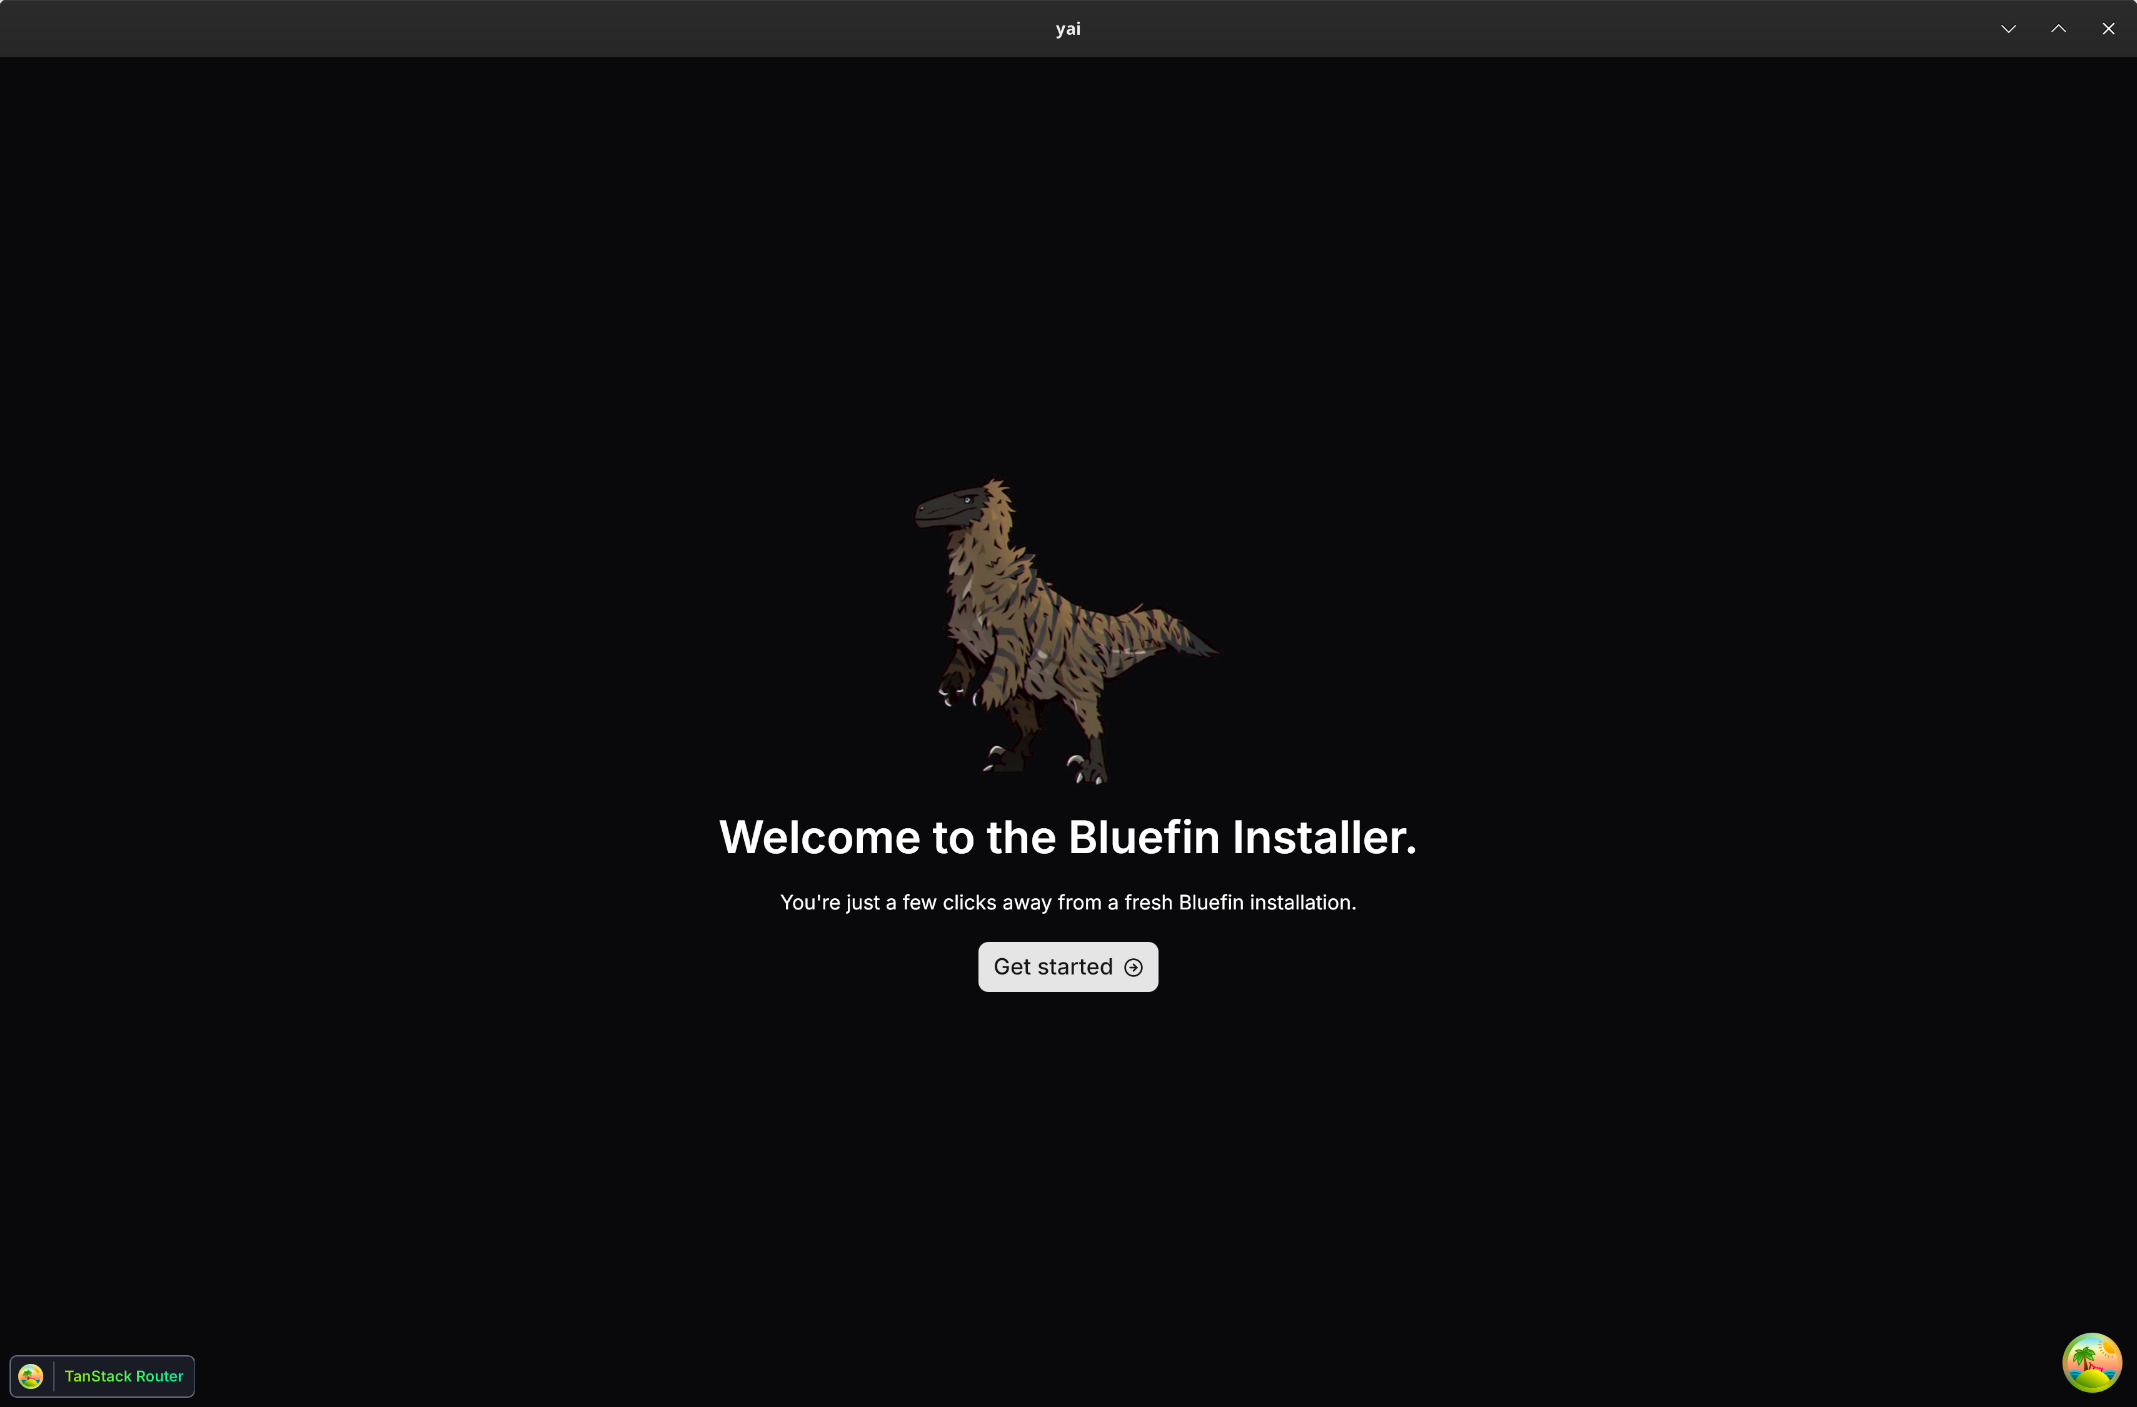 yai
Welcome to the Bluefin Installer.
You're just a few clicks away from a fresh Bluefin installation.
Get started
TanStack Router